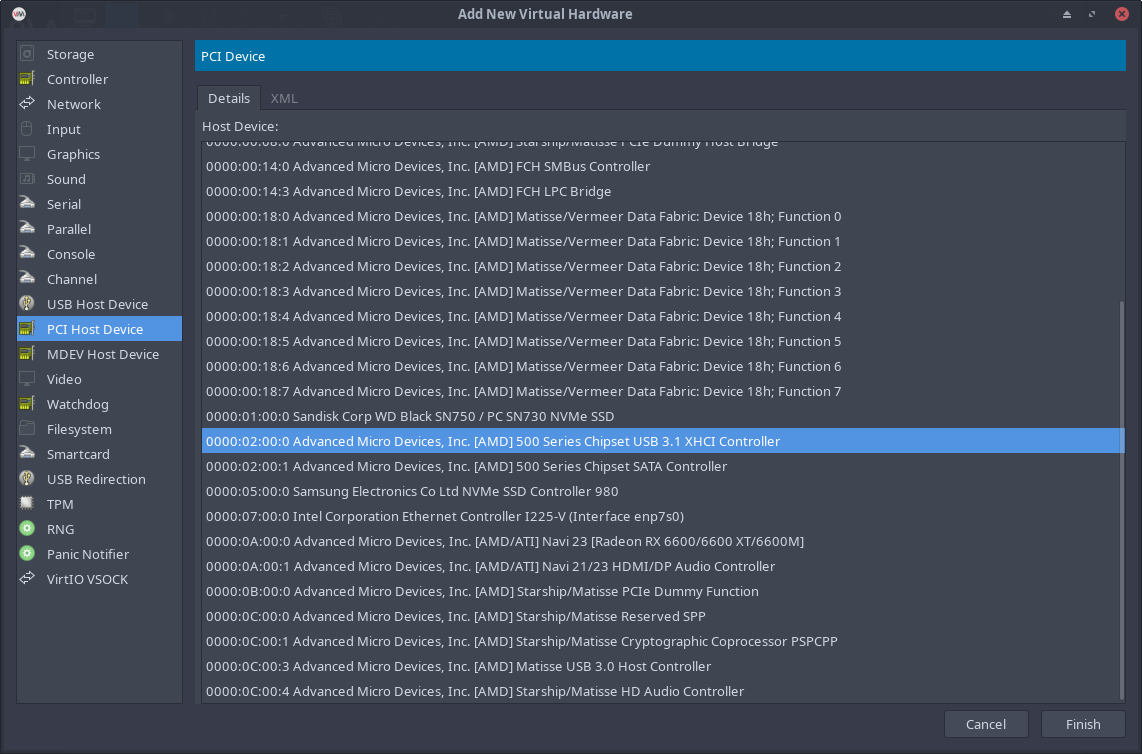 Add New Virtual Hardware
Storage
Controller
Network
Input
Graphics
Sound
Serial
Parallel
Console
Channel
USB Host Device
PCI Host Device
MDEV Host Device
Video
Watchdog
Filesystem
Smartcard
USB Redirection
TPM
RNG
Panic Notifier
VirtIO VSOCK
PCI Device
Details
XML
Host Device:
0000:00:08:0 Advanced Micro Devices, Inc. [AMD] Starship/Matisse PCIe Dummy Host Bridge
0000:00:14:0 Advanced Micro Devices, Inc. [AMD] FCH SMBus Controller
0000:00:14:3 Advanced Micro Devices, Inc. [AMD] FCH LPC Bridge
0000:00:18:0 Advanced Micro Devices, Inc. [AMD] Matisse/Vermeer Data Fabric: Device 18h; Function 0
0000:00:18:1 Advanced Micro Devices, Inc. [AMD] Matisse/Vermeer Data Fabric: Device 18h; Function 1
0000:00:18:2 Advanced Micro Devices, Inc. [AMD] Matisse/Vermeer Data Fabric: Device 18h; Function 2
0000:00:18:3 Advanced Micro Devices, Inc. [AMD] Matisse/Vermeer Data Fabric: Device 18h; Function 3
0000:00:18:4 Advanced Micro Devices, Inc. [AMD] Matisse/Vermeer Data Fabric: Device 18h; Function 4
0000:00:18:5 Advanced Micro Devices, Inc. [AMD] Matisse/Vermeer Data Fabric: Device 18h; Function 5
0000:00:18:6 Advanced Micro Devices, Inc. [AMD] Matisse/Vermeer Data Fabric: Device 18h; Function 6
0000:00:18:7 Advanced Micro Devices, Inc. [AMD] Matisse/Vermeer Data Fabric: Device 18h; Function 7
0000:01:00:0 Sandisk Corp WD Black SN750 / PC SN730 NVMe SSD
0000:02:00:0 Advanced Micro Devices, Inc. [AMD] 500 Series Chipset USB 3.1 XHCI Controller
0000:02:00:1 Advanced Micro Devices, Inc. [AMD] 500 Series Chipset SATA Controller
0000:05:00:0 Samsung Electronics Co Ltd NVMe SSD Controller 980
0000:07:00:0 Intel Corporation Ethernet Controller I225-V (Interface enp7s0)
0000:0A:00:0 Advanced Micro Devices, Inc. [AMD/ATI] Navi 23 [Radeon RX 6600/6600 XT/6600M]
0000:0A:00:1 Advanced Micro Devices, Inc. [AMD/ATI] Navi 21/23 HDMI/DP Audio Controller
0000:0B:00:0 Advanced Micro Devices, Inc. [AMD] Starship/Matisse PCIe Dummy Function
0000:0C:00:0 Advanced Micro Devices, Inc. [AMD] Starship/Matisse Reserved SPP
0000:0C:00:1 Advanced Micro Devices, Inc. [AMD] Starship/Matisse Cryptographic Coprocessor PSPCPP
0000:0C:00:3 Advanced Micro Devices, Inc. [AMD] Matisse USB 3.0 Host Controller
0000:0C:00:4 Advanced Micro Devices, Inc. [AMD] Starship/Matisse HD Audio Controller
Cancel
Finish